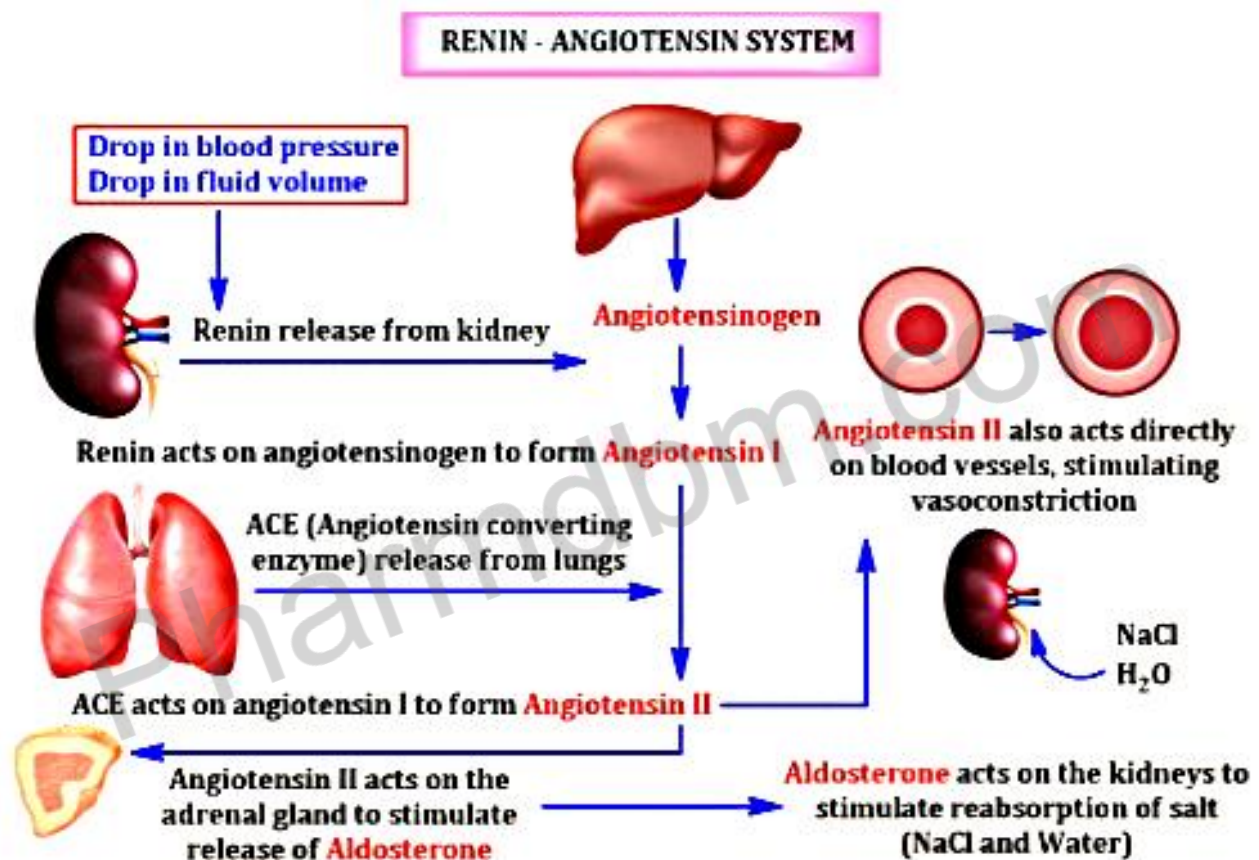 RENIN - ANGIOTENSIN SYSTEM
Drop in blood pressure
Drop in fluid volume
Renin release from kidney
Angiotensinogen
Renin acts on angiotensinogen to form Angiotensin I
Angiotensin II also acts directly
on blood vessels, stimulating
vasoconstriction
ACE (Angiotensin converting
enzyme) release from lungs
NaCl
H₂O
ACE acts on angiotensin I to form Angiotensin II
Angiotensin II acts on the
adrenal gland to stimulate
release of Aldosterone
Aldosterone acts on the kidneys to
stimulate reabsorption of salt
(NaCl and Water)
Pharmdbm.com